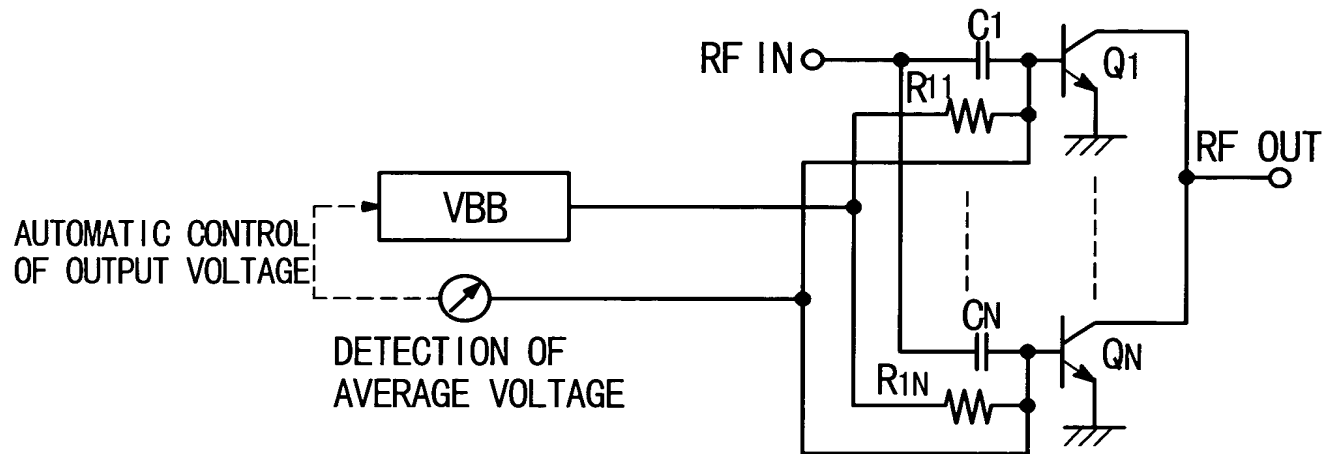 C1
RF IN
Q1
R11
RF OUT
VBB
AUTOMATIC CONTROL
OF OUTPUT VOLTAGE
CN
QN
DETECTION OF
AVERAGE VOLTAGE
R1N